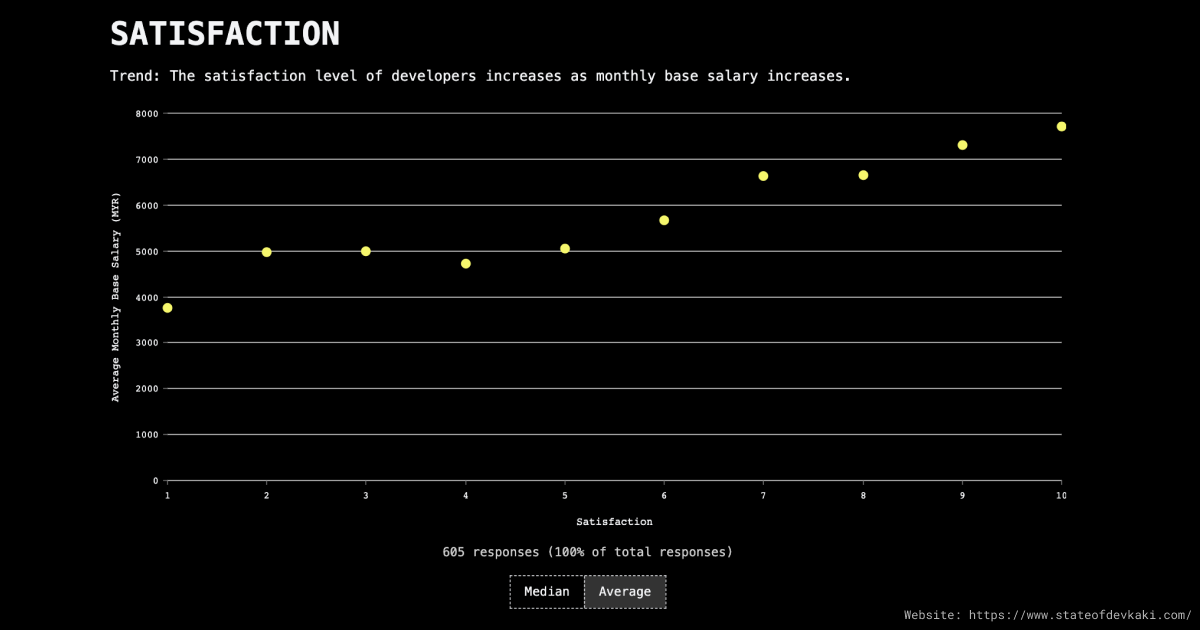 SATISFACTION
Trend: The satisfaction level of developers increases as monthly base salary increases.
8000
7000
6000
5000
4000
3000
2000
1000
0
Average Monthly Base Salary (MYR)
1 2 3 4 5 6 7 8 9 10
Satisfaction
605 responses (100% of total responses)
Median Average
Website: https://www.stateofdevkaki.com/